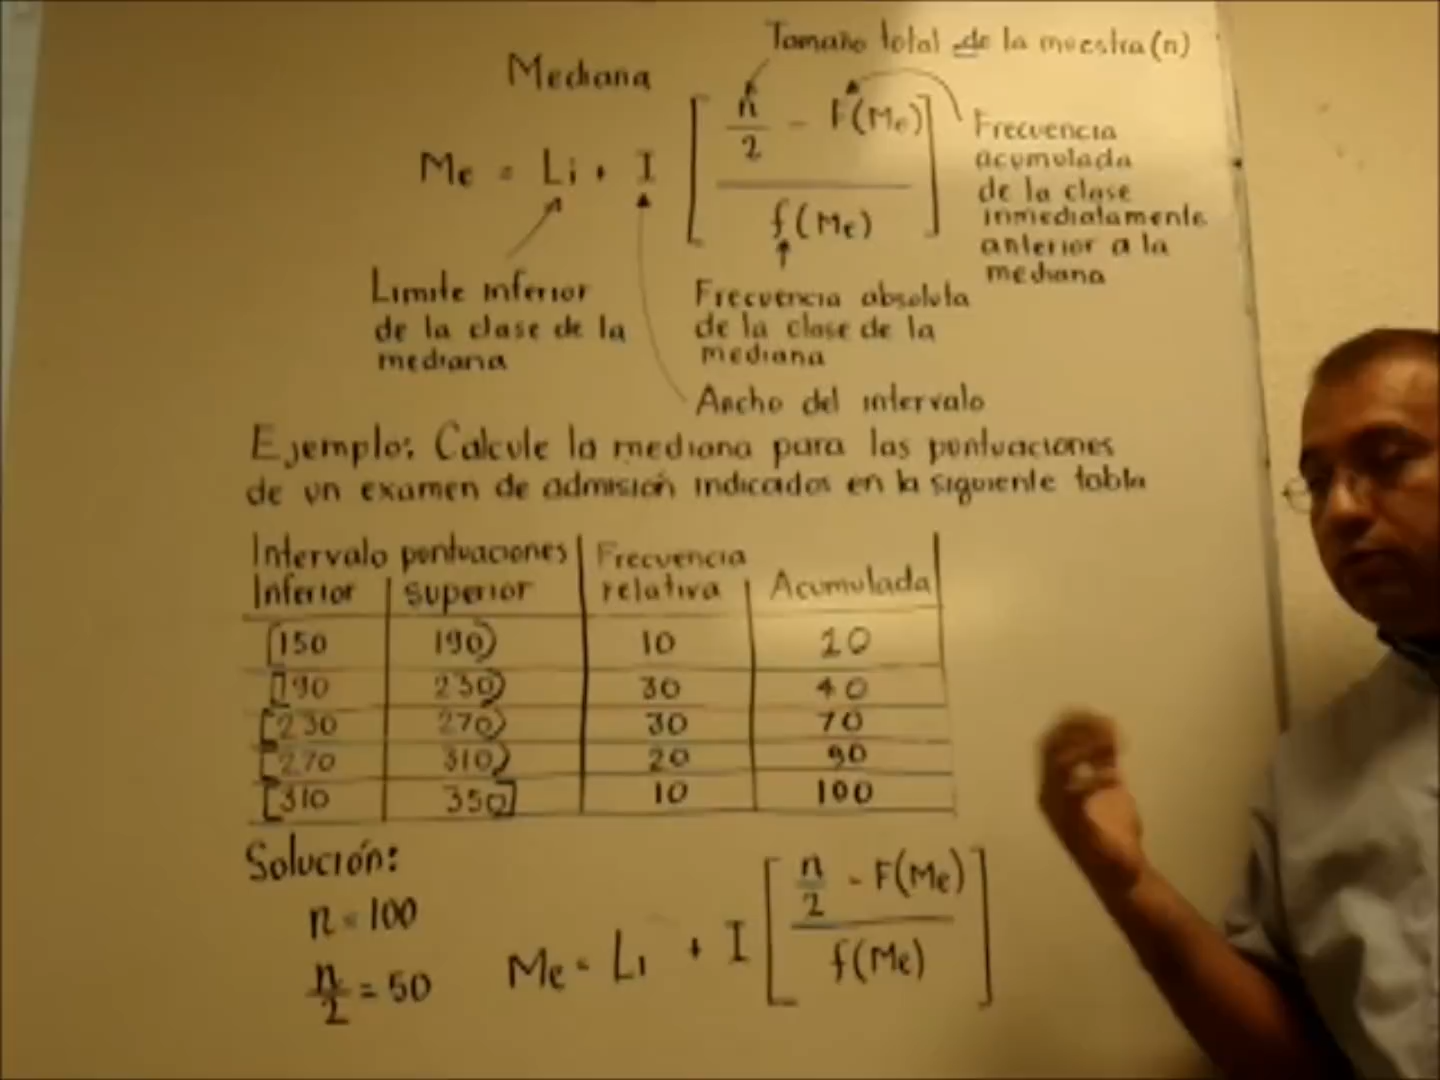 Tamaño total de la muestra (n)
Mediana
Me = Li + I [ n/2 - F(Me) / f(Me) ]
Frecuencia
acumulada
de la clase
inmediatamente
anterior a la
mediana
Limite inferior
de la clase de la
mediana
Frecuencia absoluta
de la clase de la
mediana
Ancho del intervalo
Ejemplo: Calcule la mediana para las puntuaciones
de un examen de admisión indicados en la siguiente tabla
Intervalo puntuaciones Frecuencia
Inferior superior relativa Acumulada
[150 190) 10 20
[190 230) 30 40
[230 270) 30 70
[270 310) 20 90
[310 350] 10 100
Solución:
n = 100
n/2 = 50
Me = Li + I [ n/2 - F(Me) / f(Me) ]